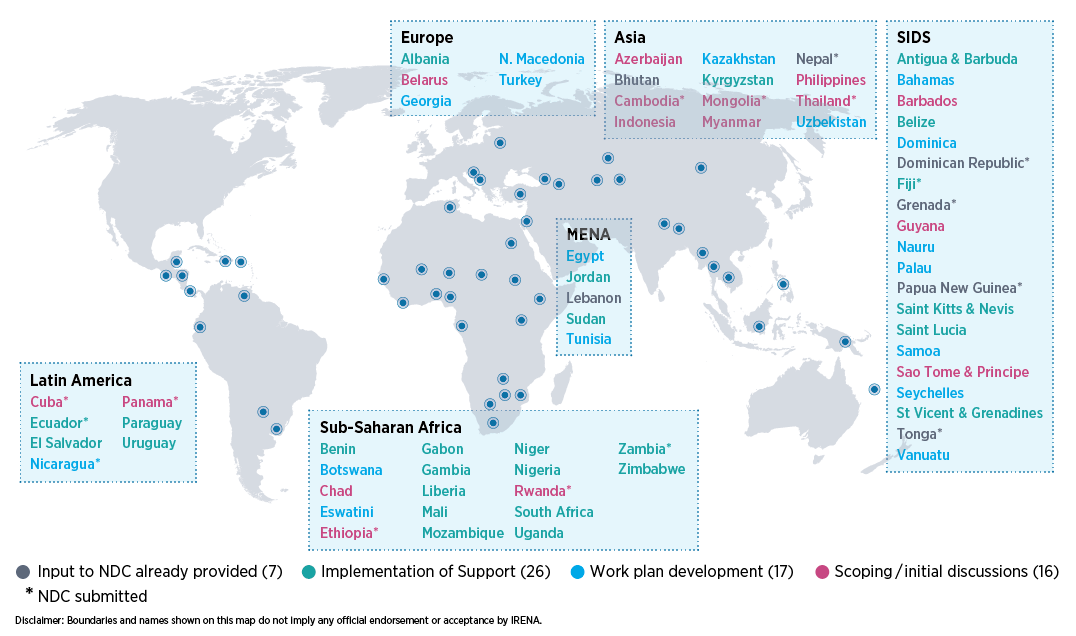 Europe
Albania
Belarus
Georgia
N. Macedonia
Turkey
Asia
Azerbaijan
Bhutan
Cambodia*
Indonesia
Kazakhstan
Kyrgyzstan
Mongolia*
Myanmar
Nepal*
Philippines
Thailand*
Uzbekistan
SIDS
Antigua & Barbuda
Bahamas
Barbados
Belize
Dominica
Dominican Republic*
Fiji*
Grenada*
Guyana
Nauru
Palau
Papua New Guinea*
Saint Kitts & Nevis
Saint Lucia
Samoa
Sao Tome & Principe
Seychelles
St Vicent & Grenadines
Tonga*
Vanuatu
MENA
Egypt
Jordan
Lebanon
Sudan
Tunisia
Latin America
Cuba*
Ecuador*
El Salvador
Nicaragua*
Panama*
Paraguay
Uruguay
Sub-Saharan Africa
Benin
Botswana
Chad
Eswatini
Ethiopia*
Gabon
Gambia
Liberia
Mali
Mozambique
Niger
Nigeria
Rwanda*
South Africa
Uganda
Zambia*
Zimbabwe
Input to NDC already provided (7)
Implementation of Support (26)
Work plan development (17)
Scoping/initial discussions (16)
* NDC submitted
Disclaimer: Boundaries and names shown on this map do not imply any official endorsement or acceptance by IRENA.